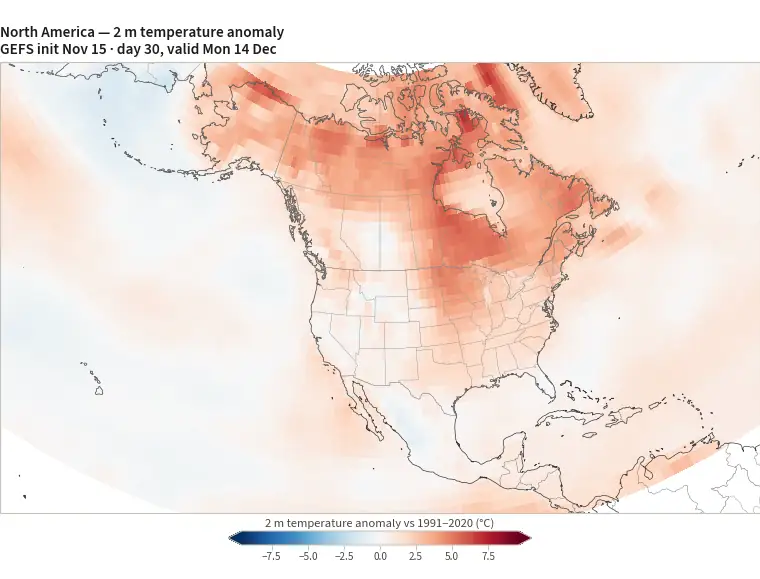 North America — 2 m temperature anomaly
GEFS init Nov 15 · day 30, valid Mon 14 Dec
2 m temperature anomaly vs 1991–2020 (°C)
−7.5 −5.0 −2.5 0.0 2.5 5.0 7.5